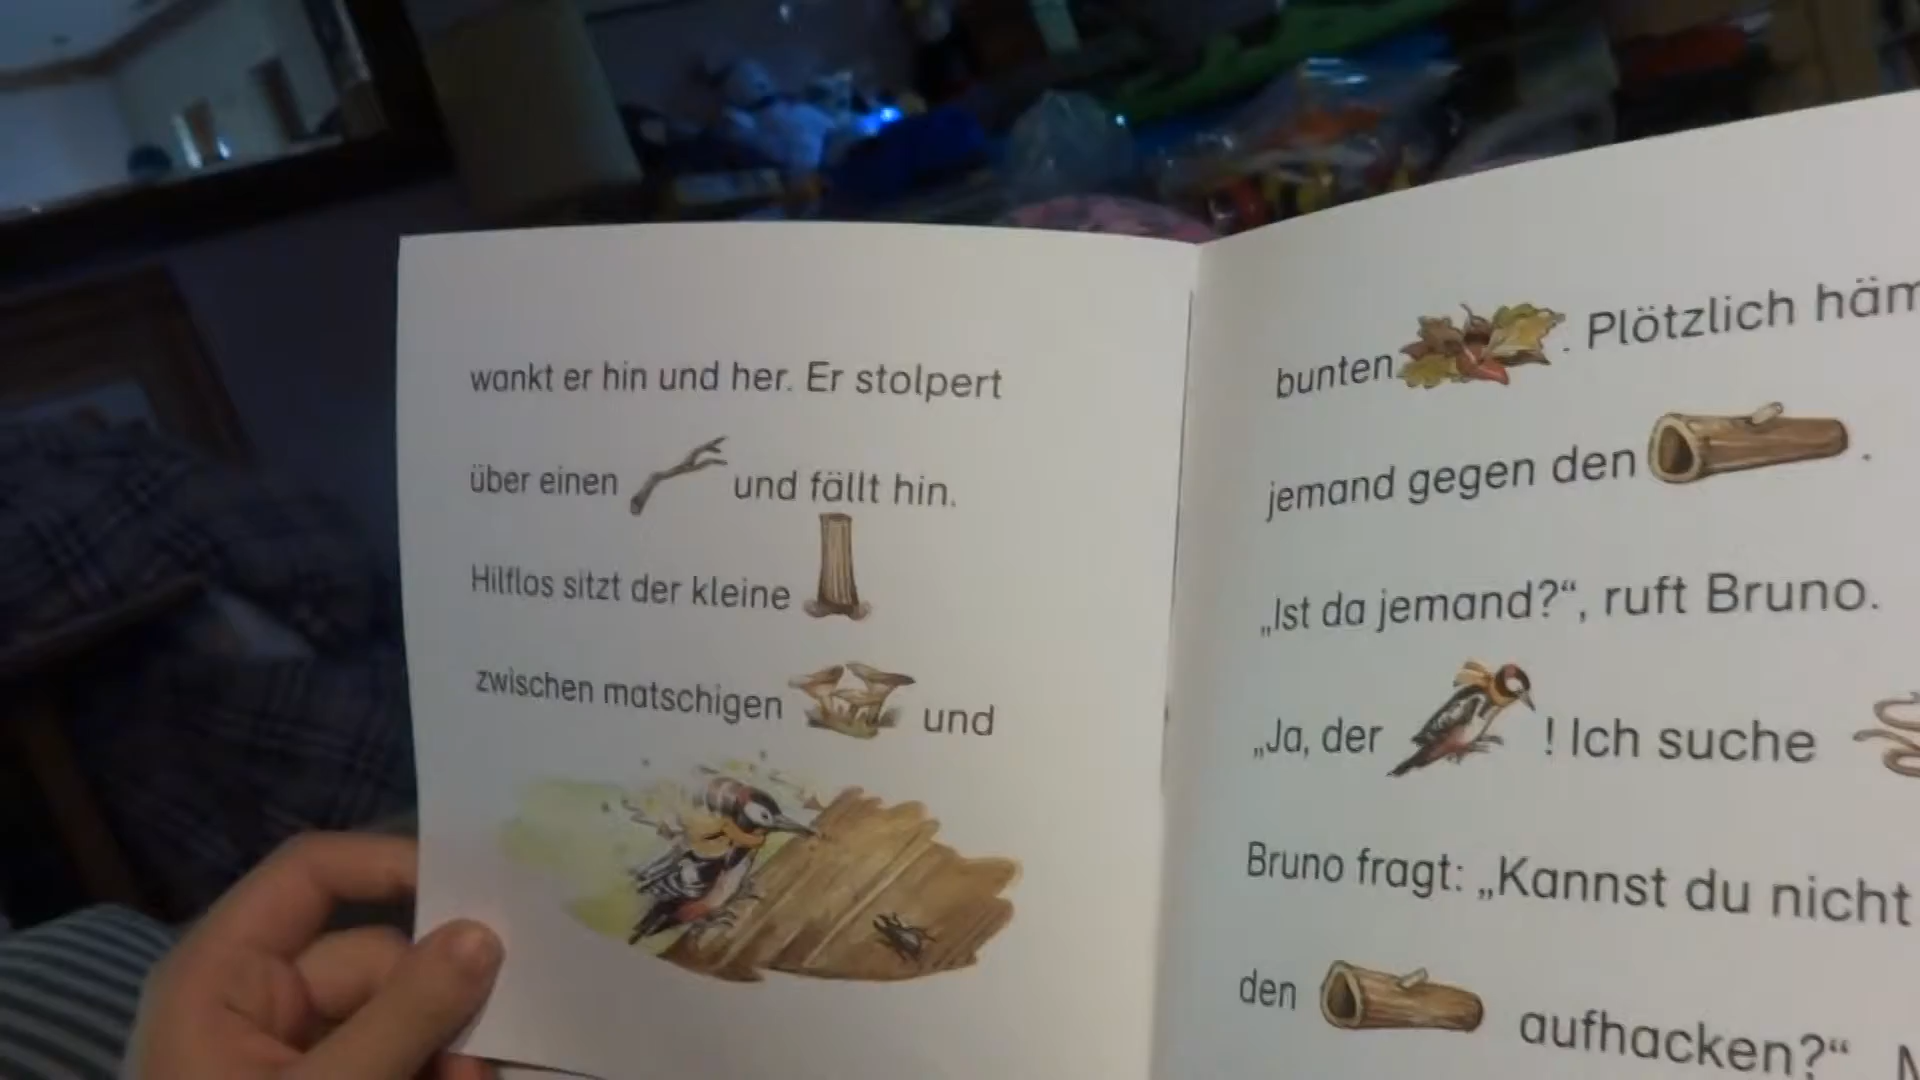 wankt er hin und her. Er stolpert
über einen und fällt hin.
Hilflos sitzt der kleine
zwischen matschigen und
bunten . Plötzlich
jemand gegen den .
„Ist da jemand?“, ruft Bruno.
„Ja, der ! Ich suche
Bruno fragt: „Kannst du nicht
den aufhacken?“